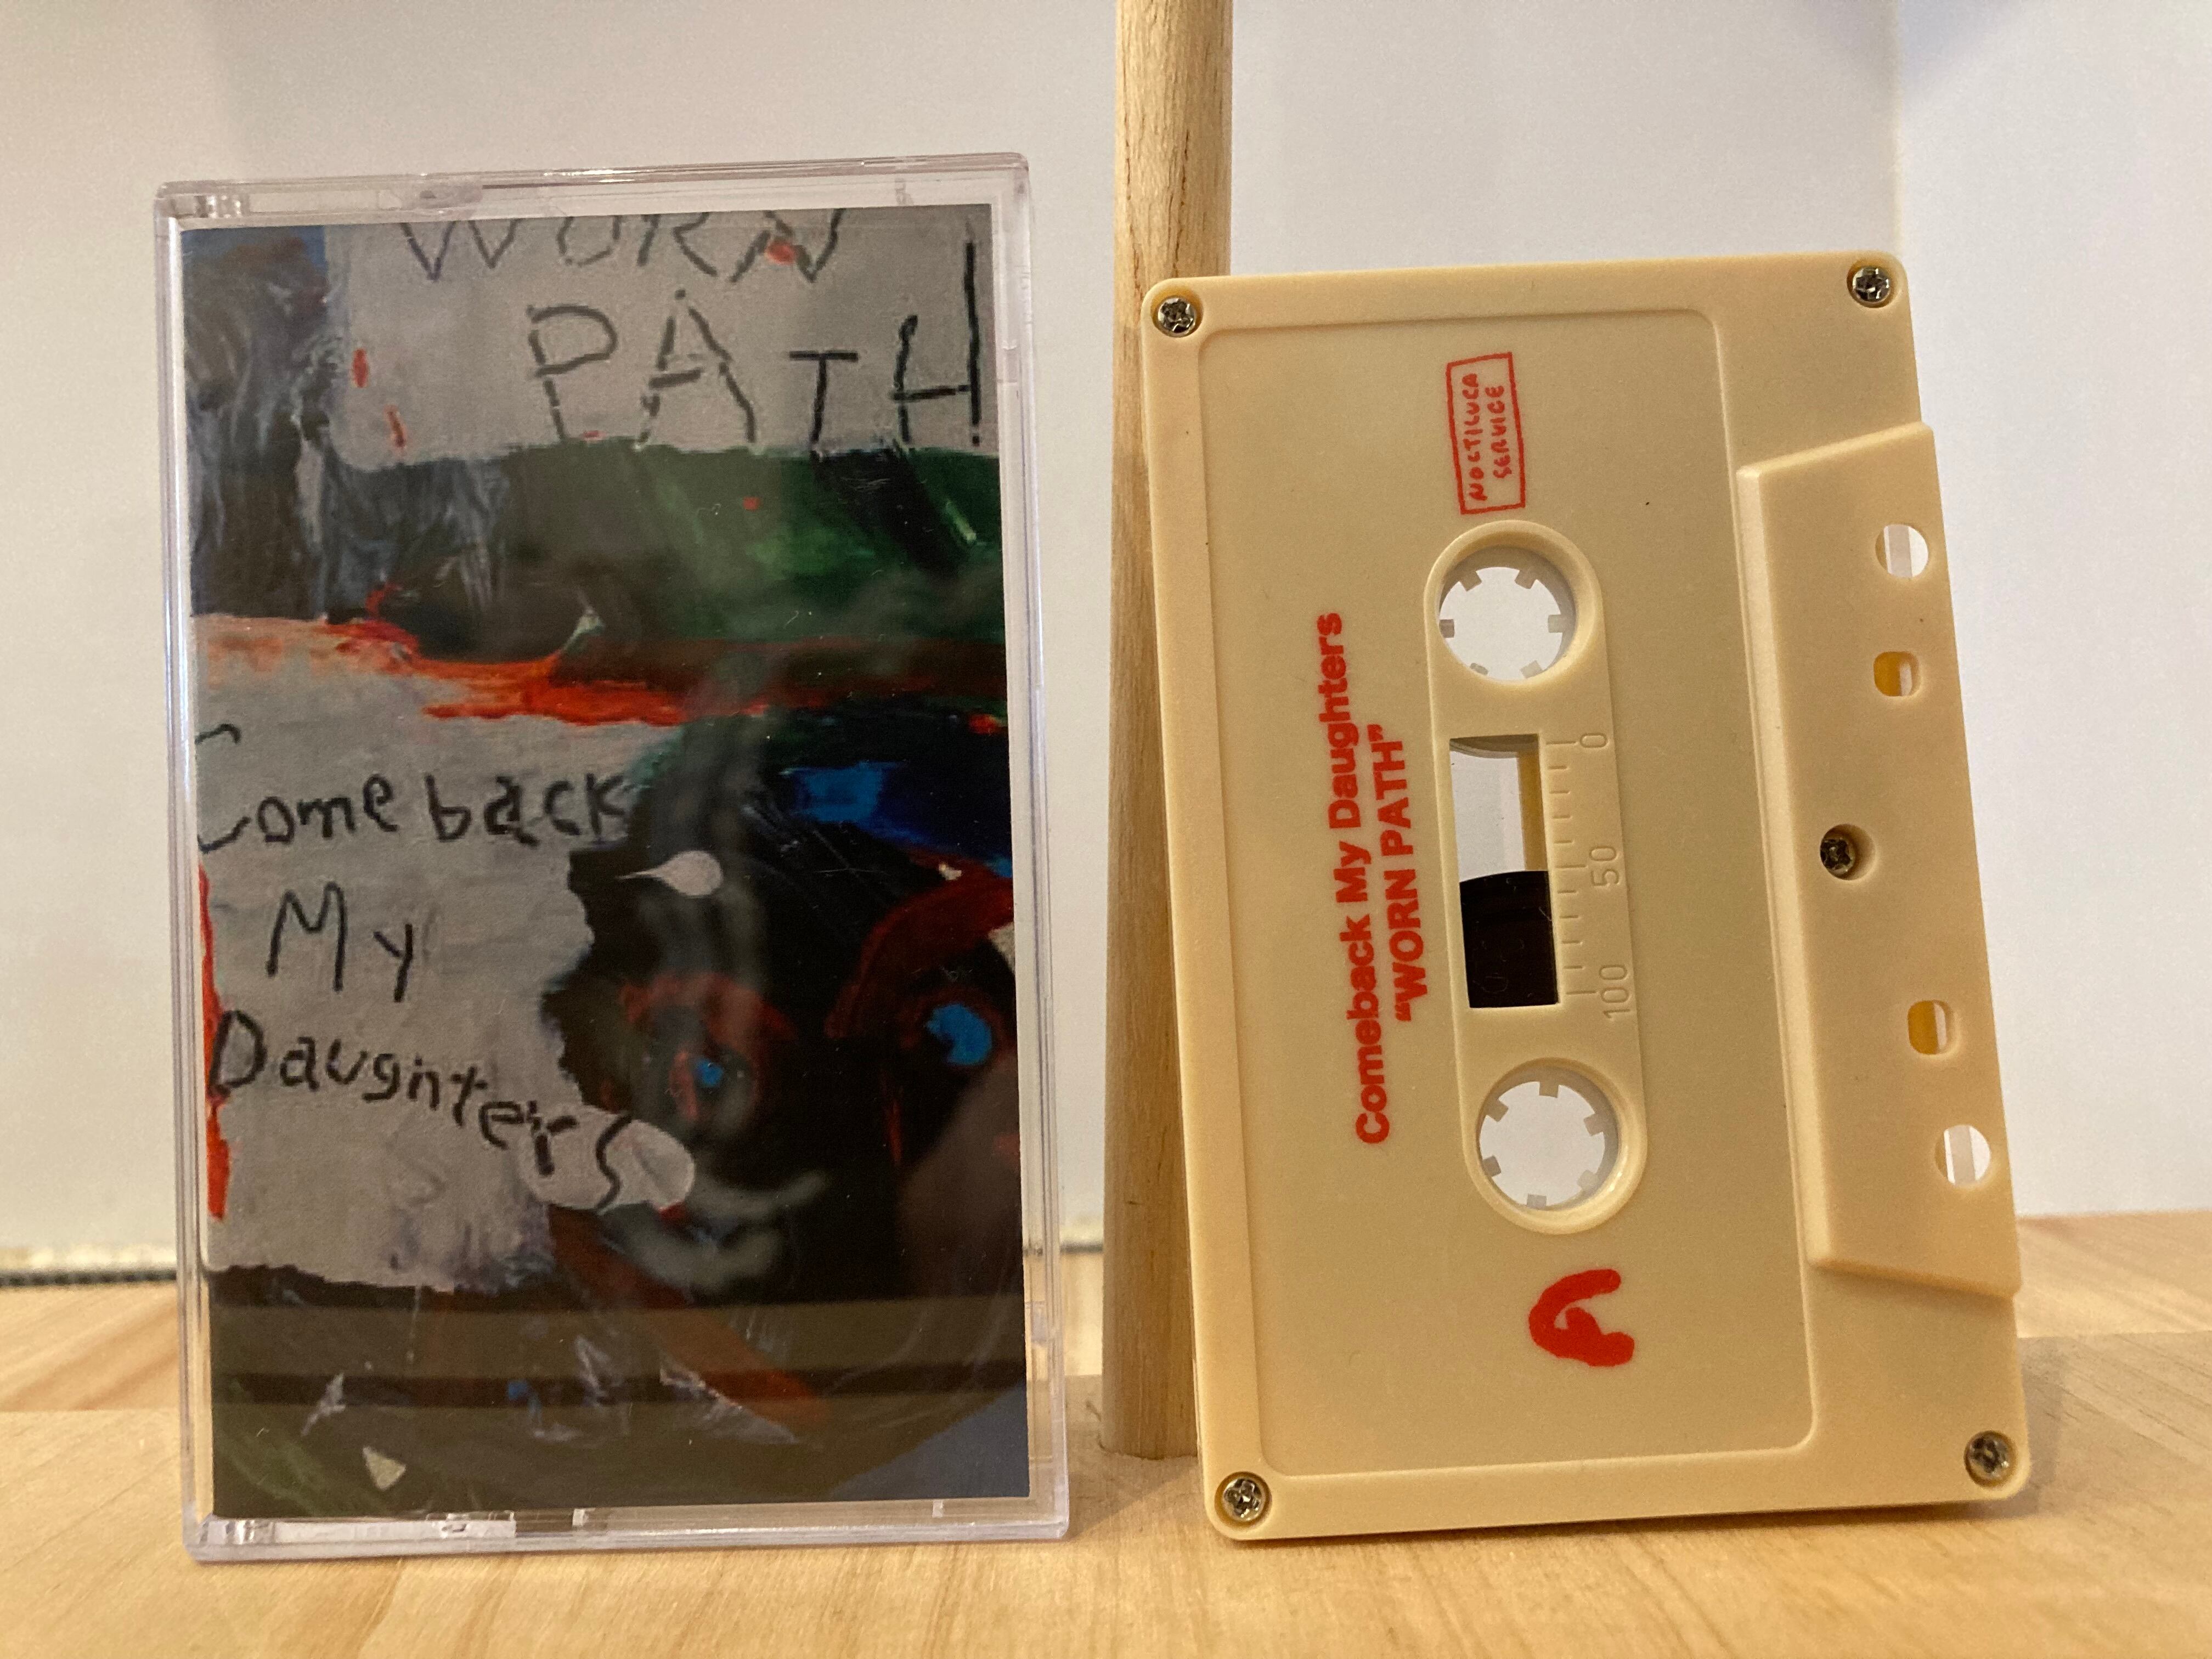 WORN
PATH
Comeback
My
Daughters
NOCTILUCA
SERVICE
Comeback My Daughters
“WORN PATH”
0
50
100
A